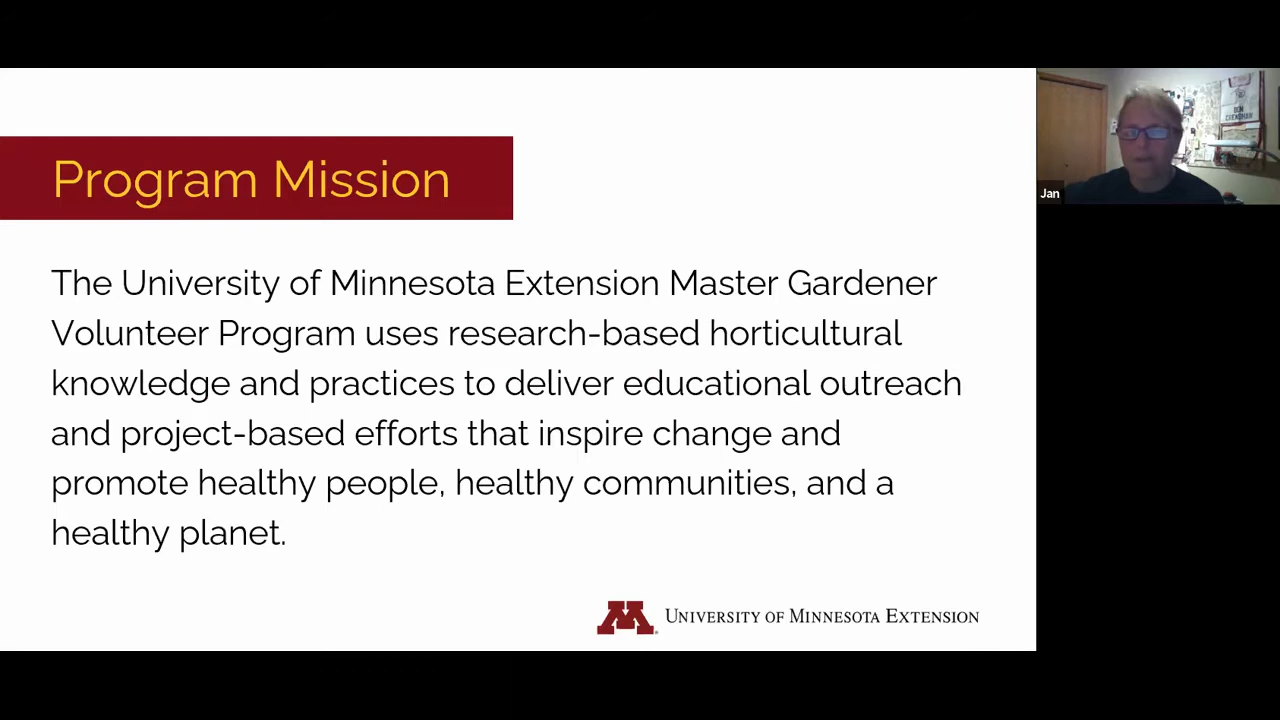 Program Mission
The University of Minnesota Extension Master Gardener
Volunteer Program uses research-based horticultural
knowledge and practices to deliver educational outreach
and project-based efforts that inspire change and
promote healthy people, healthy communities, and a
healthy planet.
M
UNIVERSITY OF MINNESOTA EXTENSION
Jan